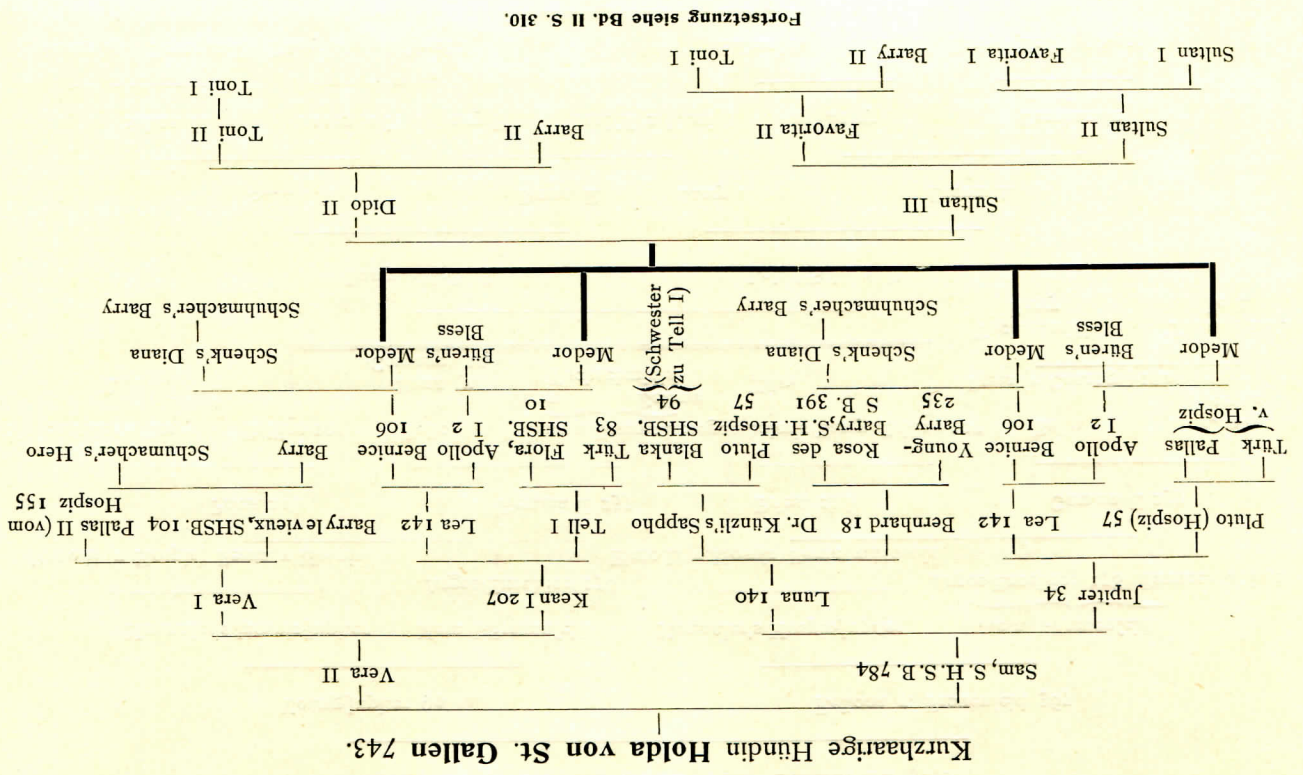 Kurzhaarige Hündin Holda von St. Gallen 743.
Sam, S. H. S. B. 784 Vera II
Jupiter 34 Luna 140 Kean I 207 Vera I
Pluto (Hospiz) 57 Lea 142 Bernhard 18 Dr. Künzli's Sappho Tell I Lea 142 Barry le vieux, SHSB. 104 Pallas II (vom
Hospiz 155
Türk Pallas Apollo Bernice Young- Rosa des Pluto Blanka Türk Flora, Apollo Bernice Barry Schumacher's Hero
v. Hospiz I 2 106 Barry Barry, S. H. Hospiz SHSB. 83 SHSB. I 2 106
235 S B. 391 57 94 10
(Schwester
zu Tell I)
Medor Büren's Medor Schenk's Diana Medor Büren's Medor Schenk's Diana
Bless Bless
Schuhmacher's Barry Schuhmacher's Barry
Sultan III Dido II
Sultan II Favorita II Barry II Toni II
Sultan I Favorita I Barry II Toni I Toni I
Fortsetzung siehe Bd. II S. 310.